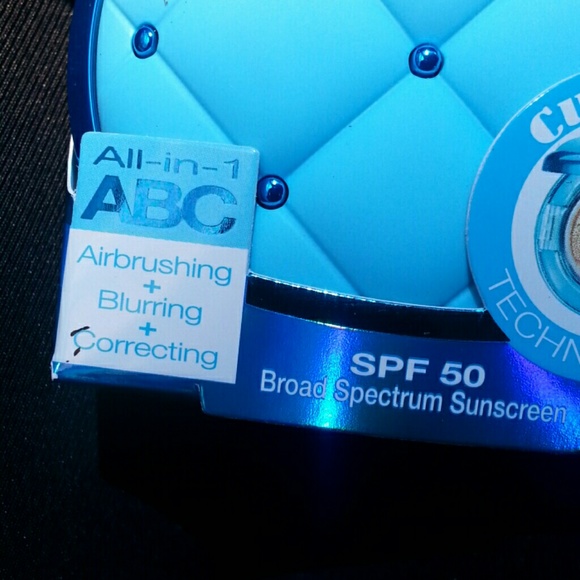 All-in-1
ABC
Airbrushing
+
Blurring
+
Correcting
SPF 50
Broad Spectrum Sunscreen